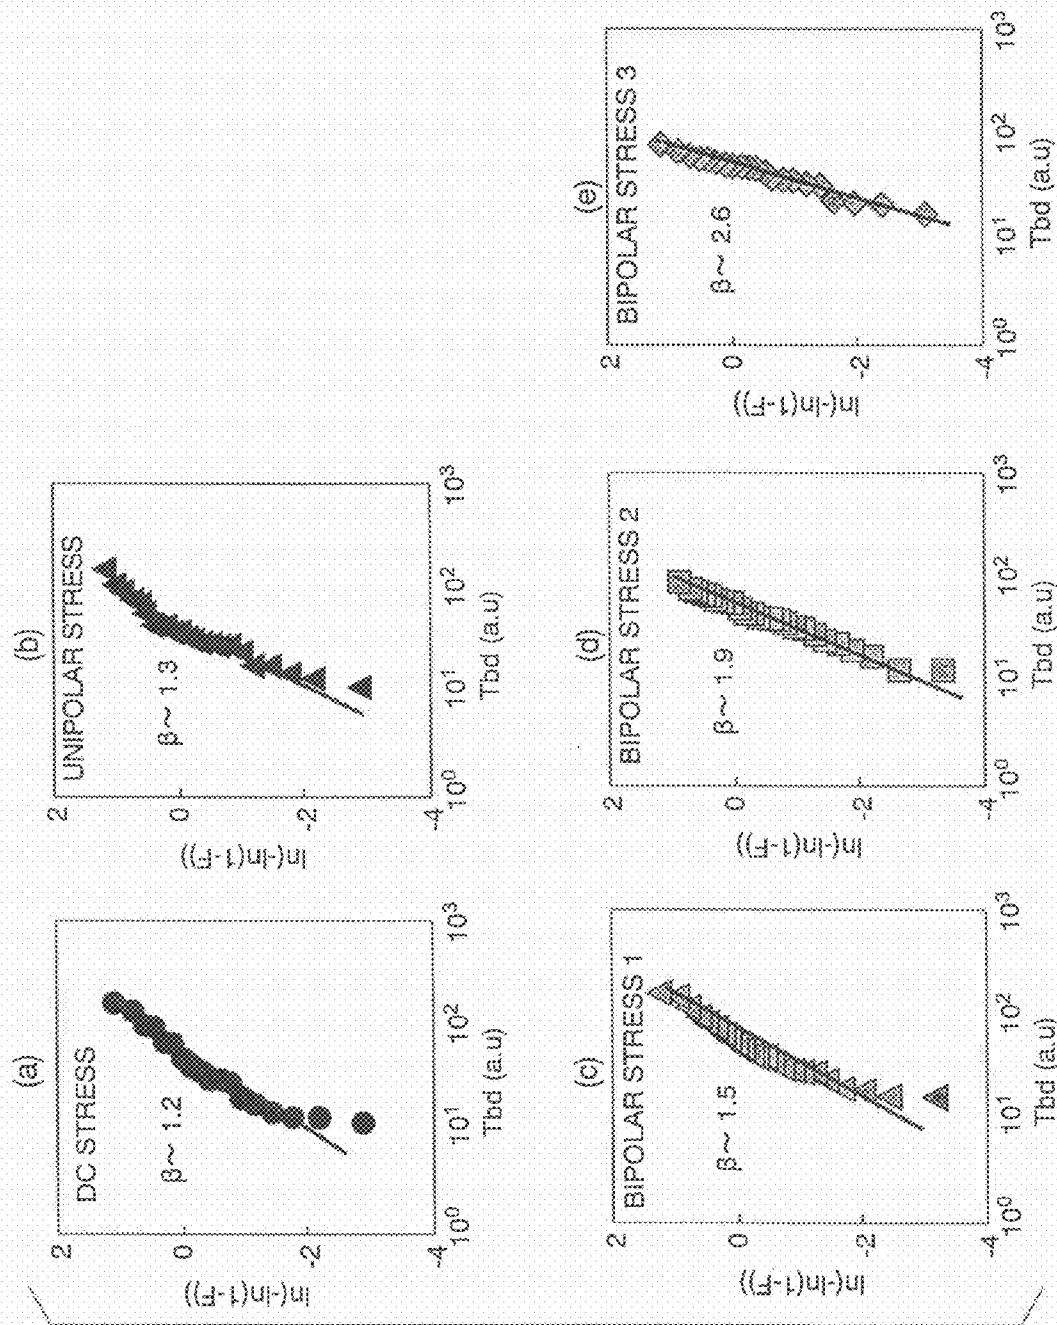 (a)
DC STRESS
β~ 1.2
2
0
-2
-4
ln(-ln(1-F))
10⁰
10¹
10²
10³
Tbd (a.u)
(b)
UNIPOLAR STRESS
β~ 1.3
2
0
-2
-4
ln(-ln(1-F))
10⁰
10¹
10²
10³
Tbd (a.u)
(c)
BIPOLAR STRESS 1
β~ 1.5
2
0
-2
-4
ln(-ln(1-F))
10⁰
10¹
10²
10³
Tbd (a.u)
(d)
BIPOLAR STRESS 2
β~ 1.9
2
0
-2
-4
ln(-ln(1-F))
10⁰
10¹
10²
10³
Tbd (a.u)
(e)
BIPOLAR STRESS 3
β~ 2.6
2
0
-2
-4
ln(-ln(1-F))
10⁰
10¹
10²
10³
Tbd (a.u)